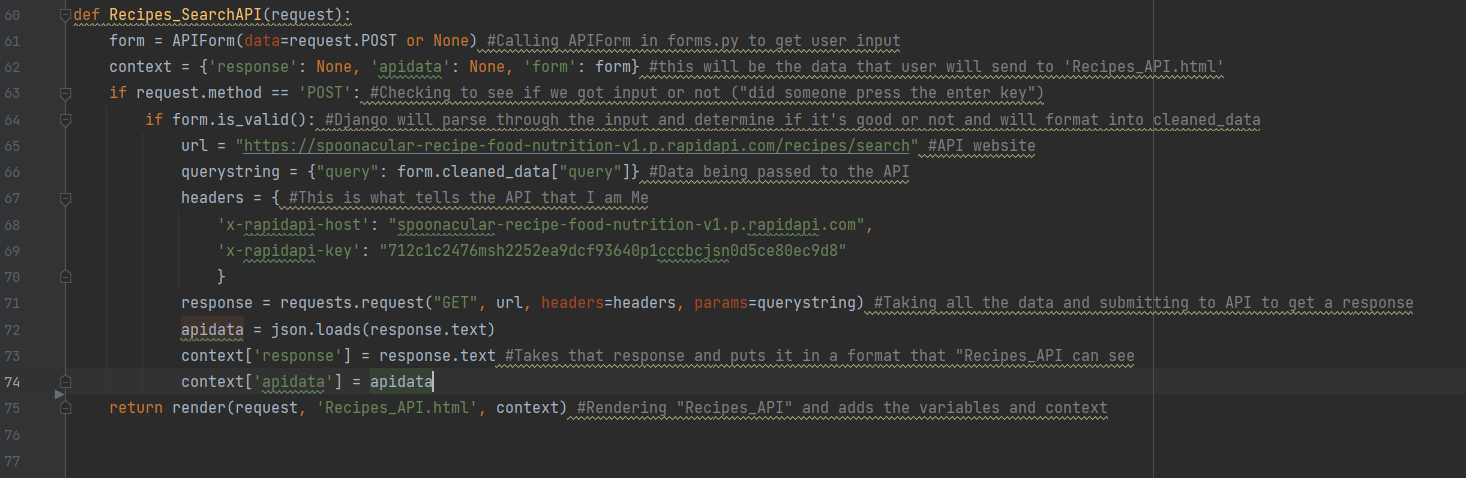 60 def Recipes_SearchAPI(request):
61 form = APIForm(data=request.POST or None) #Calling APIForm in forms.py to get user input
62 context = {'response': None, 'apidata': None, 'form': form} #this will be the data that user will send to 'Recipes_API.html'
63 if request.method == 'POST': #Checking to see if we got input or not ("did someone press the enter key")
64 if form.is_valid(): #Django will parse through the input and determine if it's good or not and will format into cleaned_data
65 url = "https://spoonacular-recipe-food-nutrition-v1.p.rapidapi.com/recipes/search" #API website
66 querystring = {"query": form.cleaned_data["query"]} #Data being passed to the API
67 headers = { #This is what tells the API that I am Me
68 'x-rapidapi-host': "spoonacular-recipe-food-nutrition-v1.p.rapidapi.com",
69 'x-rapidapi-key': "712c1c2476msh2252ea9dcf93640p1cccbcjsn0d5ce80ec9d8"
70 }
71 response = requests.request("GET", url, headers=headers, params=querystring) #Taking all the data and submitting to API to get a response
72 apidata = json.loads(response.text)
73 context['response'] = response.text #Takes that response and puts it in a format that "Recipes_API can see
74 context['apidata'] = apidata
75 return render(request, 'Recipes_API.html', context) #Rendering "Recipes_API" and adds the variables and context
76
77